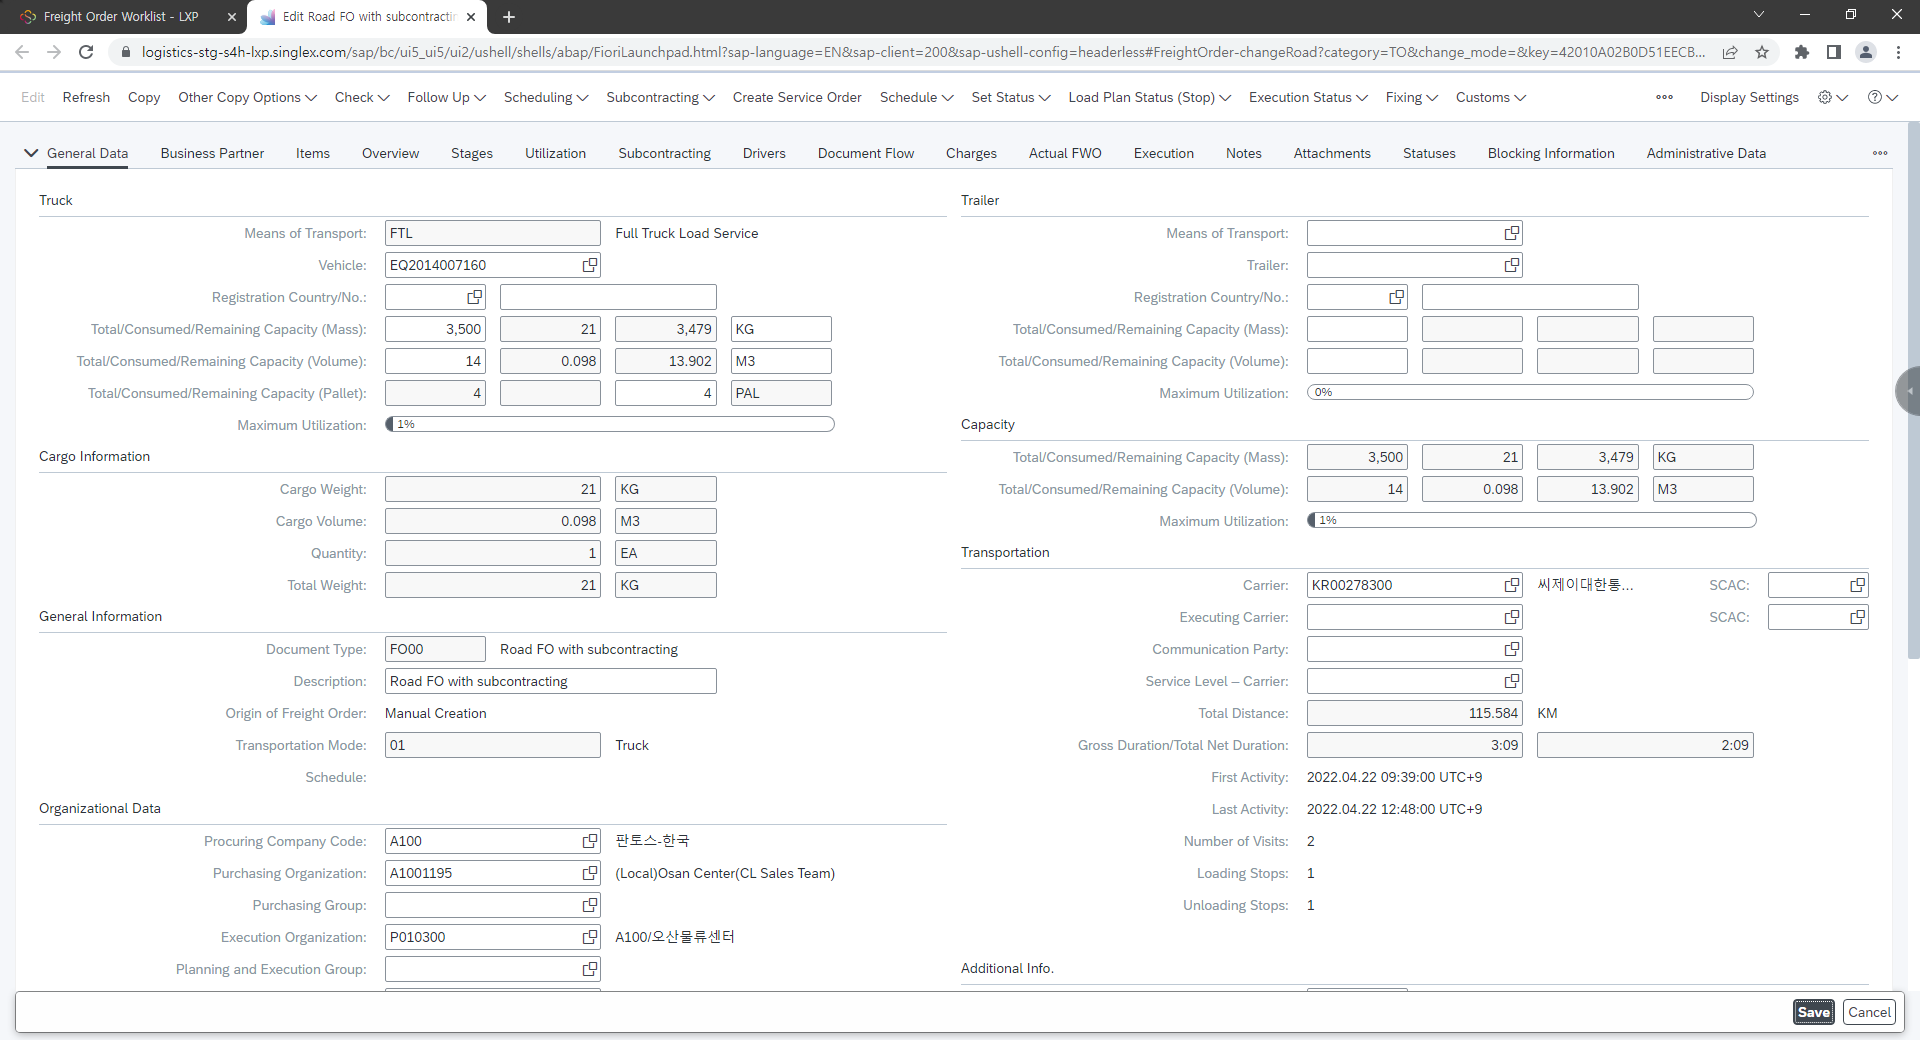 Freight Order Worklist - LXP
Edit Road FO with subcontractin
logistics-stg-s4h-lxp.singlex.com/sap/bc/ui5_ui5/ui2/ushell/shells/abap/FioriLaunchpad.html?sap-language=EN&sap-client=200&sap-ushell-config=headerless#FreightOrder-changeRoad?category=TO&change_mode=&key=42010A02B0D51EECB...
Edit Refresh Copy Other Copy Options Check Follow Up Scheduling Subcontracting Create Service Order Schedule Set Status Load Plan Status (Stop) Execution Status Fixing Customs Display Settings
General Data Business Partner Items Overview Stages Utilization Subcontracting Drivers Document Flow Charges Actual FWO Execution Notes Attachments Statuses Blocking Information Administrative Data
Truck
Means of Transport: FTL Full Truck Load Service
Vehicle: EQ2014007160
Registration Country/No.:
Total/Consumed/Remaining Capacity (Mass): 3,500 21 3,479 KG
Total/Consumed/Remaining Capacity (Volume): 14 0.098 13.902 M3
Total/Consumed/Remaining Capacity (Pallet): 4 4 PAL
Maximum Utilization: 1%
Cargo Information
Cargo Weight: 21 KG
Cargo Volume: 0.098 M3
Quantity: 1 EA
Total Weight: 21 KG
General Information
Document Type: FO00 Road FO with subcontracting
Description: Road FO with subcontracting
Origin of Freight Order: Manual Creation
Transportation Mode: 01 Truck
Schedule:
Organizational Data
Procuring Company Code: A100 판토스-한국
Purchasing Organization: A1001195 (Local)Osan Center(CL Sales Team)
Purchasing Group:
Execution Organization: P010300 A100/오산물류센터
Planning and Execution Group:
Trailer
Means of Transport:
Trailer:
Registration Country/No.:
Total/Consumed/Remaining Capacity (Mass):
Total/Consumed/Remaining Capacity (Volume):
Maximum Utilization: 0%
Capacity
Total/Consumed/Remaining Capacity (Mass): 3,500 21 3,479 KG
Total/Consumed/Remaining Capacity (Volume): 14 0.098 13.902 M3
Maximum Utilization: 1%
Transportation
Carrier: KR00278300 씨제이대한통... SCAC:
Executing Carrier: SCAC:
Communication Party:
Service Level – Carrier:
Total Distance: 115.584 KM
Gross Duration/Total Net Duration: 3:09 2:09
First Activity: 2022.04.22 09:39:00 UTC+9
Last Activity: 2022.04.22 12:48:00 UTC+9
Number of Visits: 2
Loading Stops: 1
Unloading Stops: 1
Additional Info.
Save Cancel